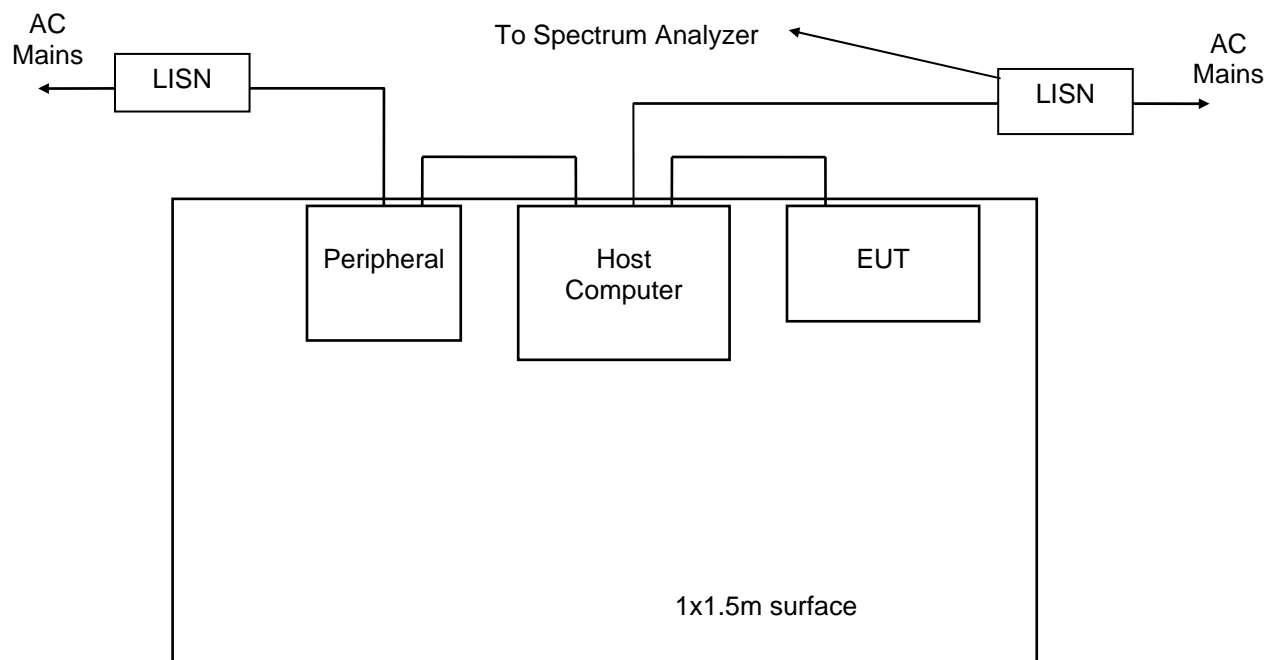 AC
Mains
LISN
To Spectrum Analyzer
LISN
AC
Mains
Peripheral
Host
Computer
EUT
1x1.5m surface